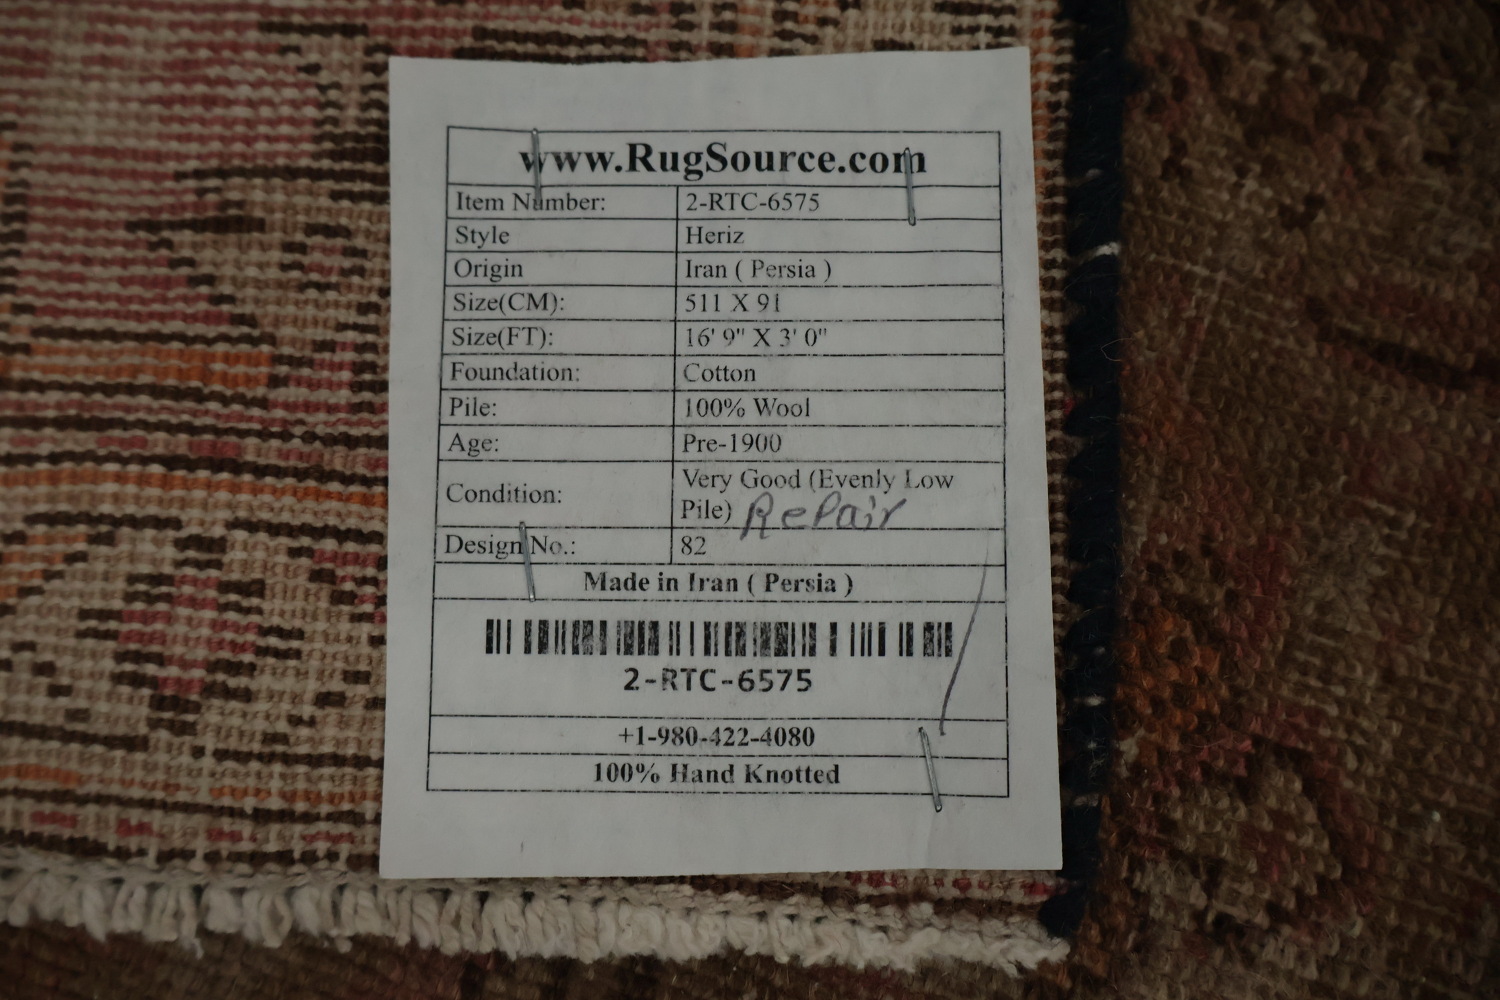 www.RugSource.com
Item Number: 2-RTC-6575
Style Heriz
Origin Iran ( Persia )
Size(CM): 511 X 91
Size(FT): 16' 9" X 3' 0"
Foundation: Cotton
Pile: 100% Wool
Age: Pre-1900
Condition: Very Good (Evenly Low
Pile) Repair
Design No.: 82
Made in Iran ( Persia )
2-RTC-6575
+1-980-422-4080
100% Hand Knotted